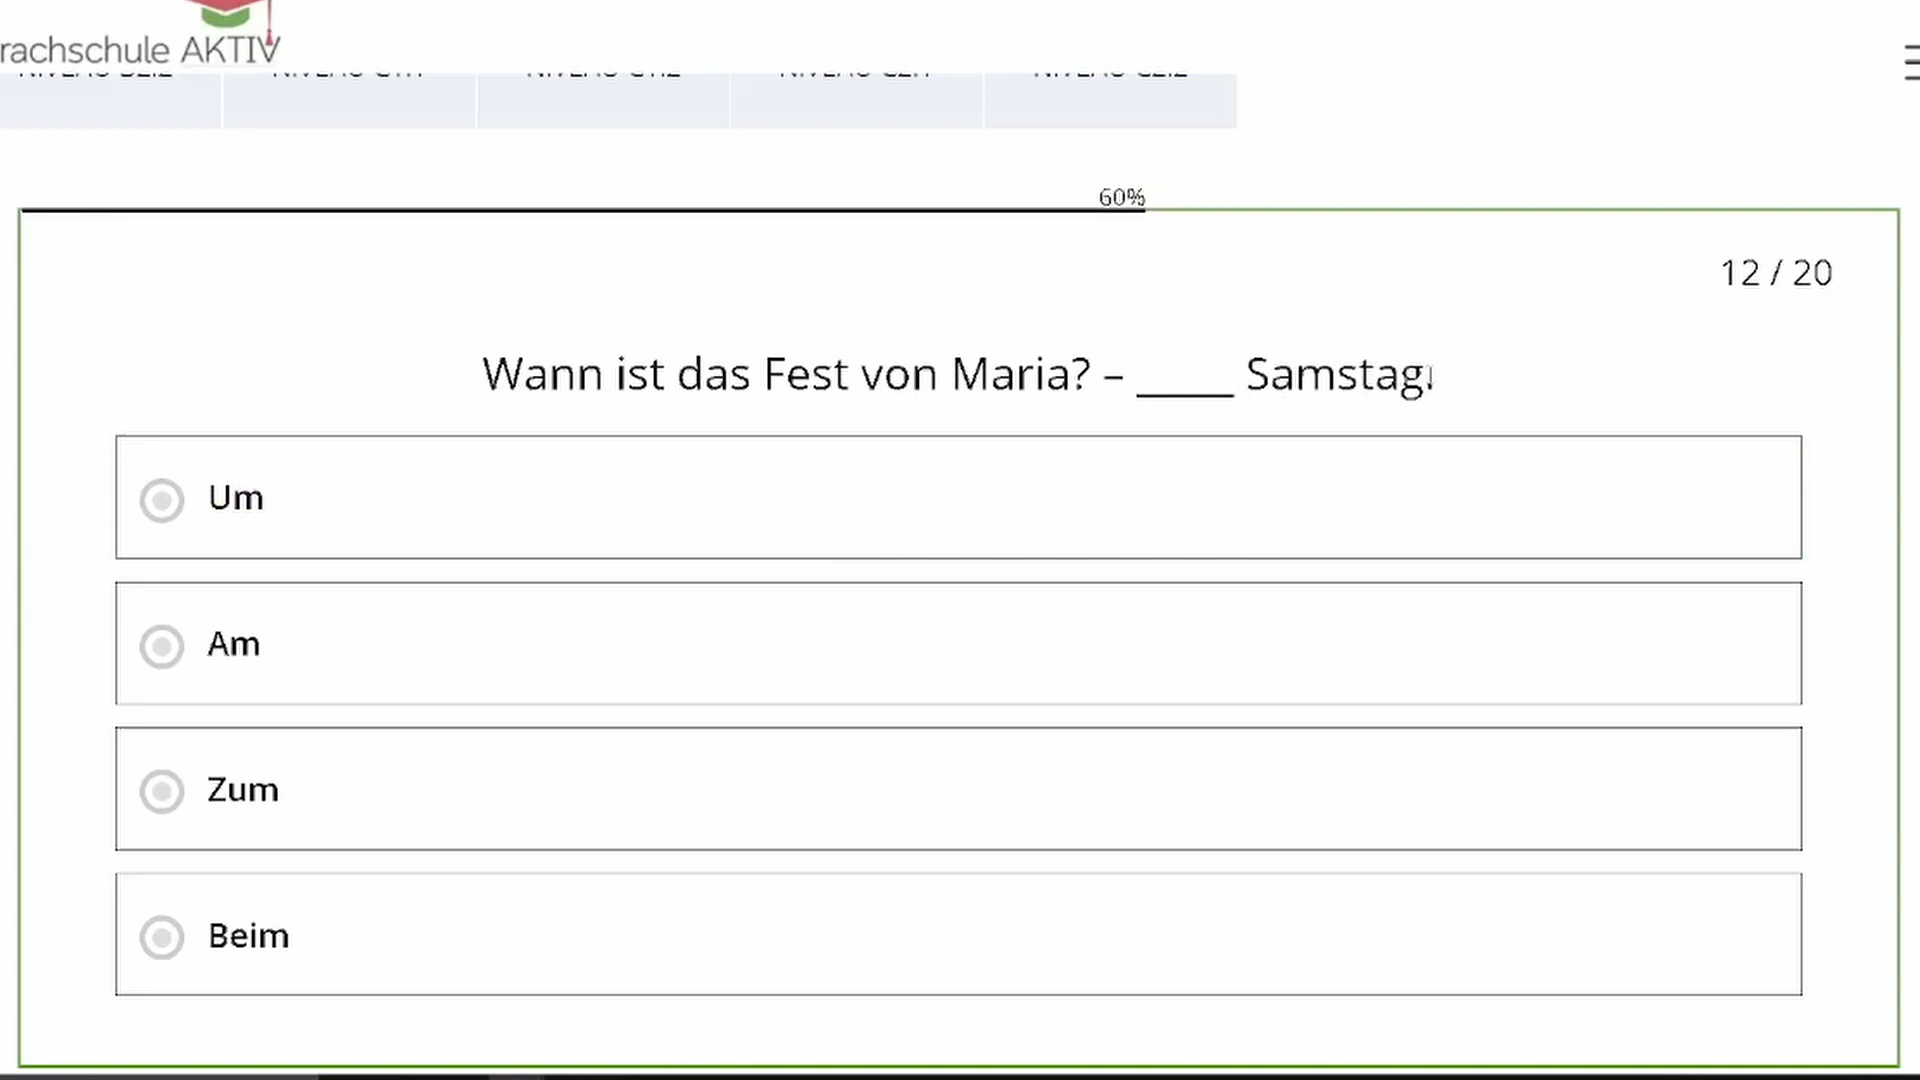 rachschule AKTIV
60%
12 / 20
Wann ist das Fest von Maria? – _____ Samstag!
Um
Am
Zum
Beim